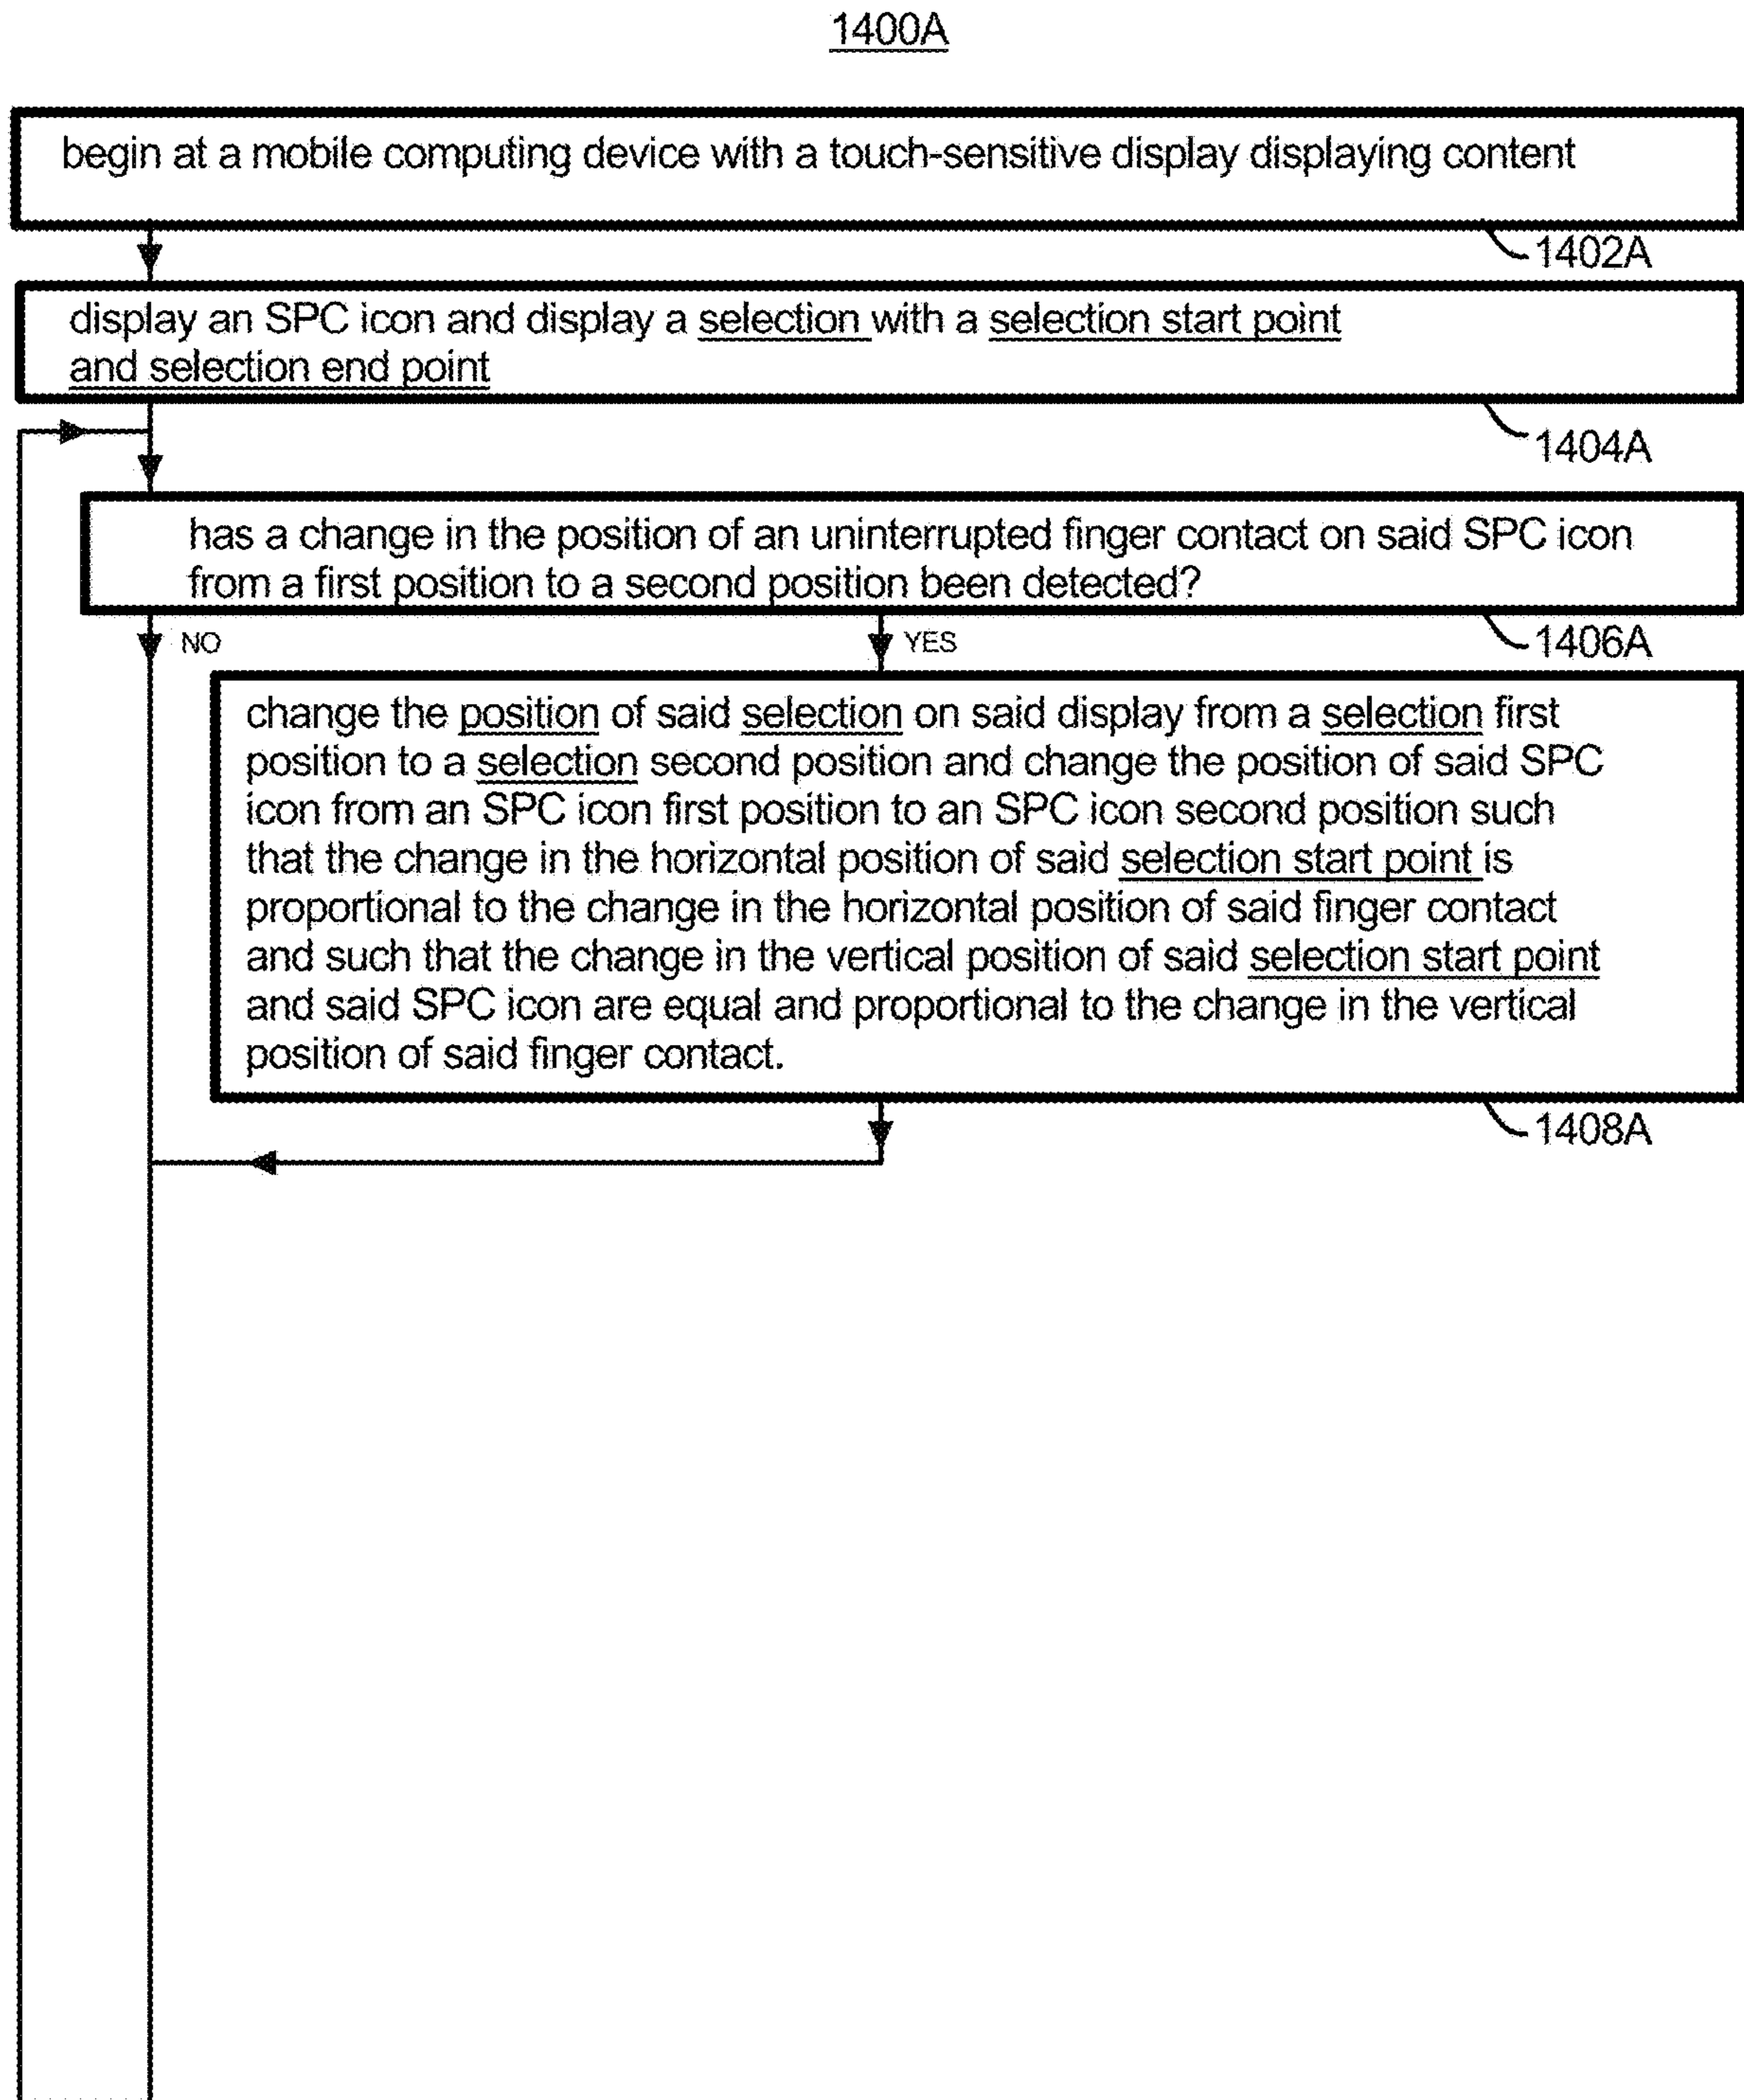 1400A
begin at a mobile computing device with a touch-sensitive display displaying content
1402A
display an SPC icon and display a selection with a selection start point
and selection end point
1404A
has a change in the position of an uninterrupted finger contact on said SPC icon
from a first position to a second position been detected?
NO
YES
1406A
change the position of said selection on said display from a selection first
position to a selection second position and change the position of said SPC
icon from an SPC icon first position to an SPC icon second position such
that the change in the horizontal position of said selection start point is
proportional to the change in the horizontal position of said finger contact
and such that the change in the vertical position of said selection start point
and said SPC icon are equal and proportional to the change in the vertical
position of said finger contact.
1408A